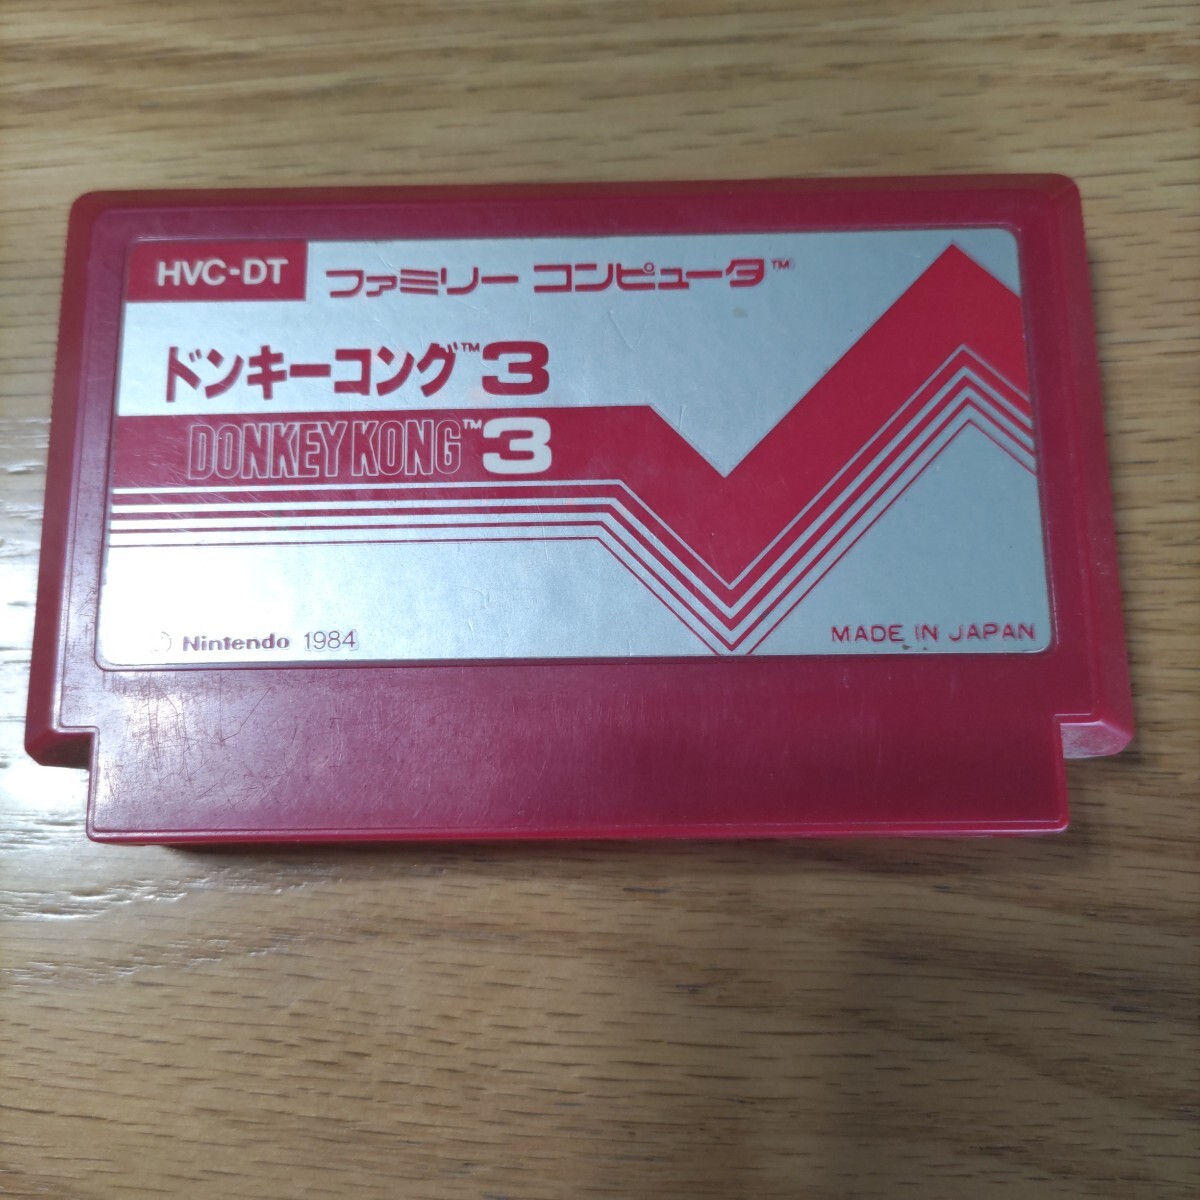 HVC-DT
ファミリー コンピュータ™
ドンキーコング™3
DONKEY KONG™3
© Nintendo 1984
MADE IN JAPAN